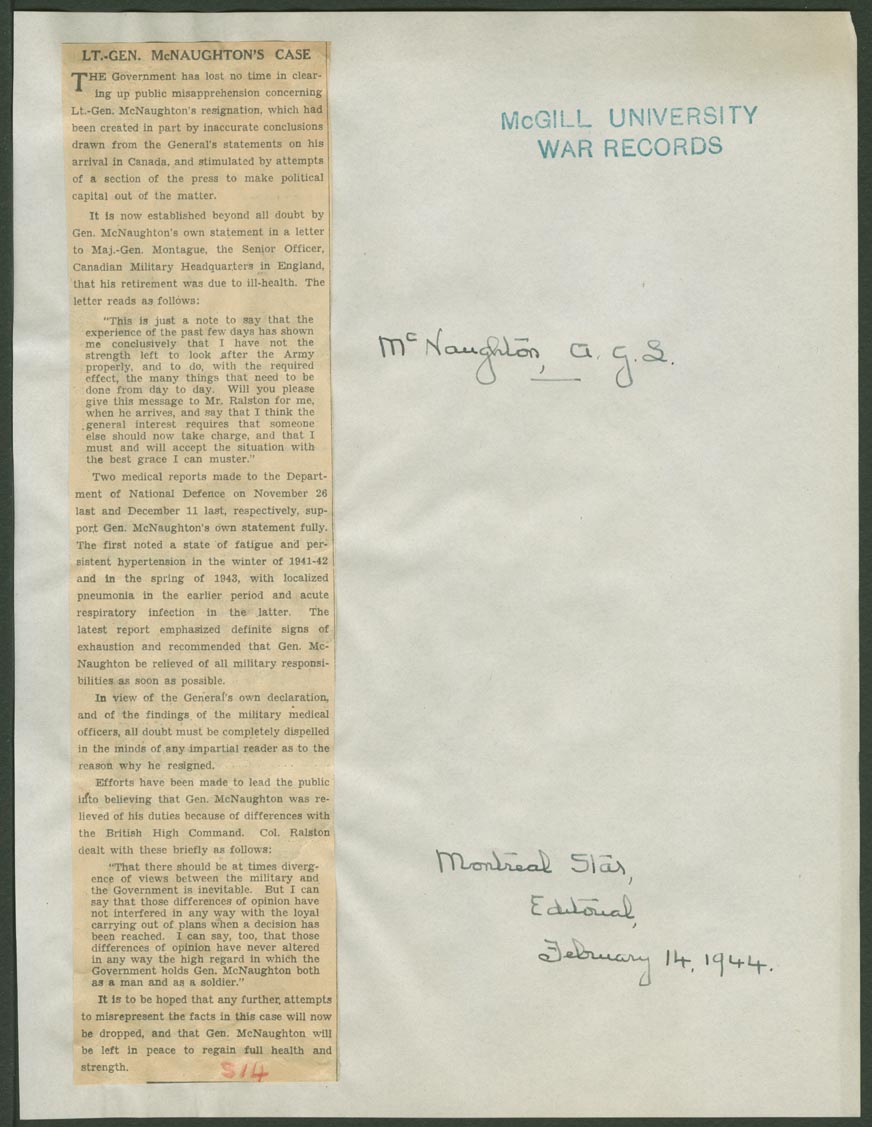 LT.-GEN. McNAUGHTON'S CASE
THE Government has lost no time in clear-
ing up public misapprehension concerning
Lt.-Gen. McNaughton's resignation, which had
been created in part by inaccurate conclusions
drawn from the General's statements on his
arrival in Canada, and stimulated by attempts
of a section of the press to make political
capital out of the matter.
It is now established beyond all doubt by
Gen. McNaughton's own statement in a letter
to Maj.-Gen. Montague, the Senior Officer,
Canadian Military Headquarters in England,
that his retirement was due to ill-health. The
letter reads as follows:
"This is just a note to say that the
experience of the past few days has shown
me conclusively that I have not the
strength left to look after the Army
properly, and to do, with the required
effect, the many things that need to be
done from day to day. Will you please
give this message to Mr. Ralston for me,
when he arrives, and say that I think the
general interest requires that someone
else should now take charge, and that I
must and will accept the situation with
the best grace I can muster."
Two medical reports made to the Depart-
ment of National Defence on November 26
last and December 11 last, respectively, sup-
port Gen. McNaughton's own statement fully.
The first noted a state of fatigue and per-
sistent hypertension in the winter of 1941-42
and in the spring of 1943, with localized
pneumonia in the earlier period and acute
respiratory infection in the latter. The
latest report emphasized definite signs of
exhaustion and recommended that Gen. Mc-
Naughton be relieved of all military responsi-
bilities as soon as possible.
In view of the General's own declaration,
and of the findings of the military medical
officers, all doubt must be completely dispelled
in the minds of any impartial reader as to the
reason why he resigned.
Efforts have been made to lead the public
into believing that Gen. McNaughton was re-
lieved of his duties because of differences with
the British High Command. Col. Ralston
dealt with these briefly as follows:
"That there should be at times diverg-
ence of views between the military and
the Government is inevitable. But I can
say that those differences of opinion have
not interfered in any way with the loyal
carrying out of plans when a decision has
been reached. I can say, too, that those
differences of opinion have never altered
in any way the high regard in which the
Government holds Gen. McNaughton both
as a man and as a soldier."
It is to be hoped that any further attempts
to misrepresent the facts in this case will now
be dropped, and that Gen. McNaughton will
be left in peace to regain full health and
strength.
S14
McGILL UNIVERSITY
WAR RECORDS
McNaughton, A. G. L.
Montreal Star,
Editorial,
February 14, 1944.